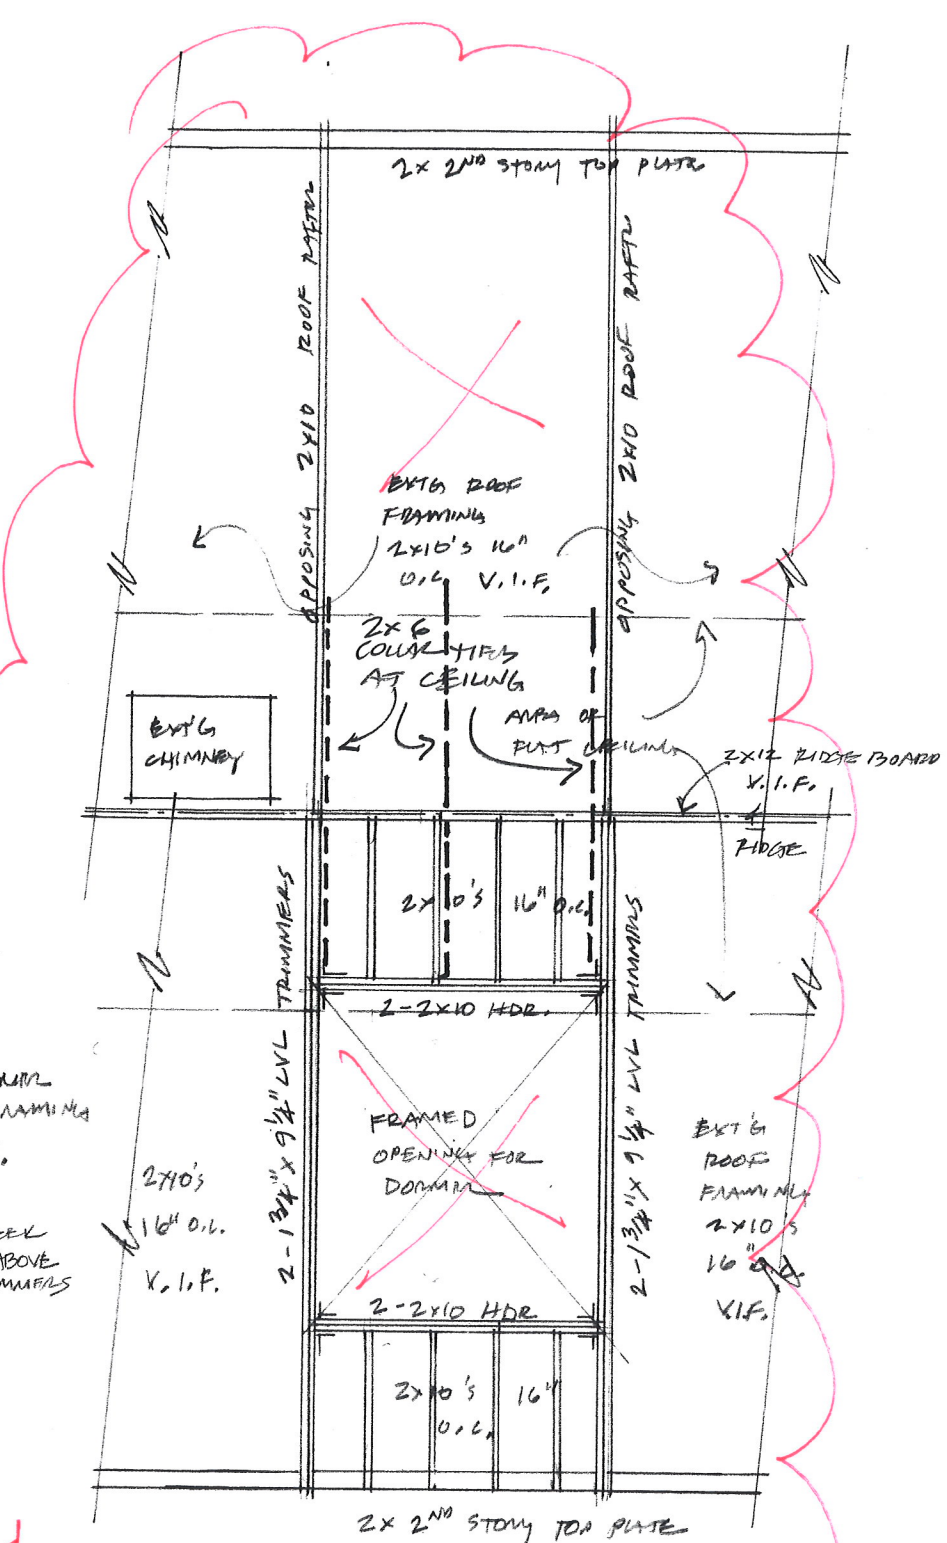 2x 2ND STORY TOP PLATE
OPPOSING 2X10 ROOF RAFTR
OPPOSING 2X10 ROOF RAFTR
EXT'G ROOF
FRAMING
2x10's 16"
O.C. V.I.F.
2x6
COLLAR TIES
AT CEILING
AREA OF
FLAT CEILING
EXT'G
CHIMNEY
2x12 RIDGE BOARD
V.I.F.
RIDGE
2x10's 16" O.C.
2-1 3/4" x 9 1/4" LVL TRIMMERS
2-1 3/4" x 9 1/4" LVL TRIMMERS
2-2x10 HDR.
FRAMED
OPENING FOR
DORMER
2x10's
16" O.C.
V.I.F.
ABOVE
EXT'G
ROOF
FRAMING
2x10's
16" O.C.
V.I.F.
2-2x10 HDR
2x10's 16"
O.C.
2x 2ND STORY TOP PLATE